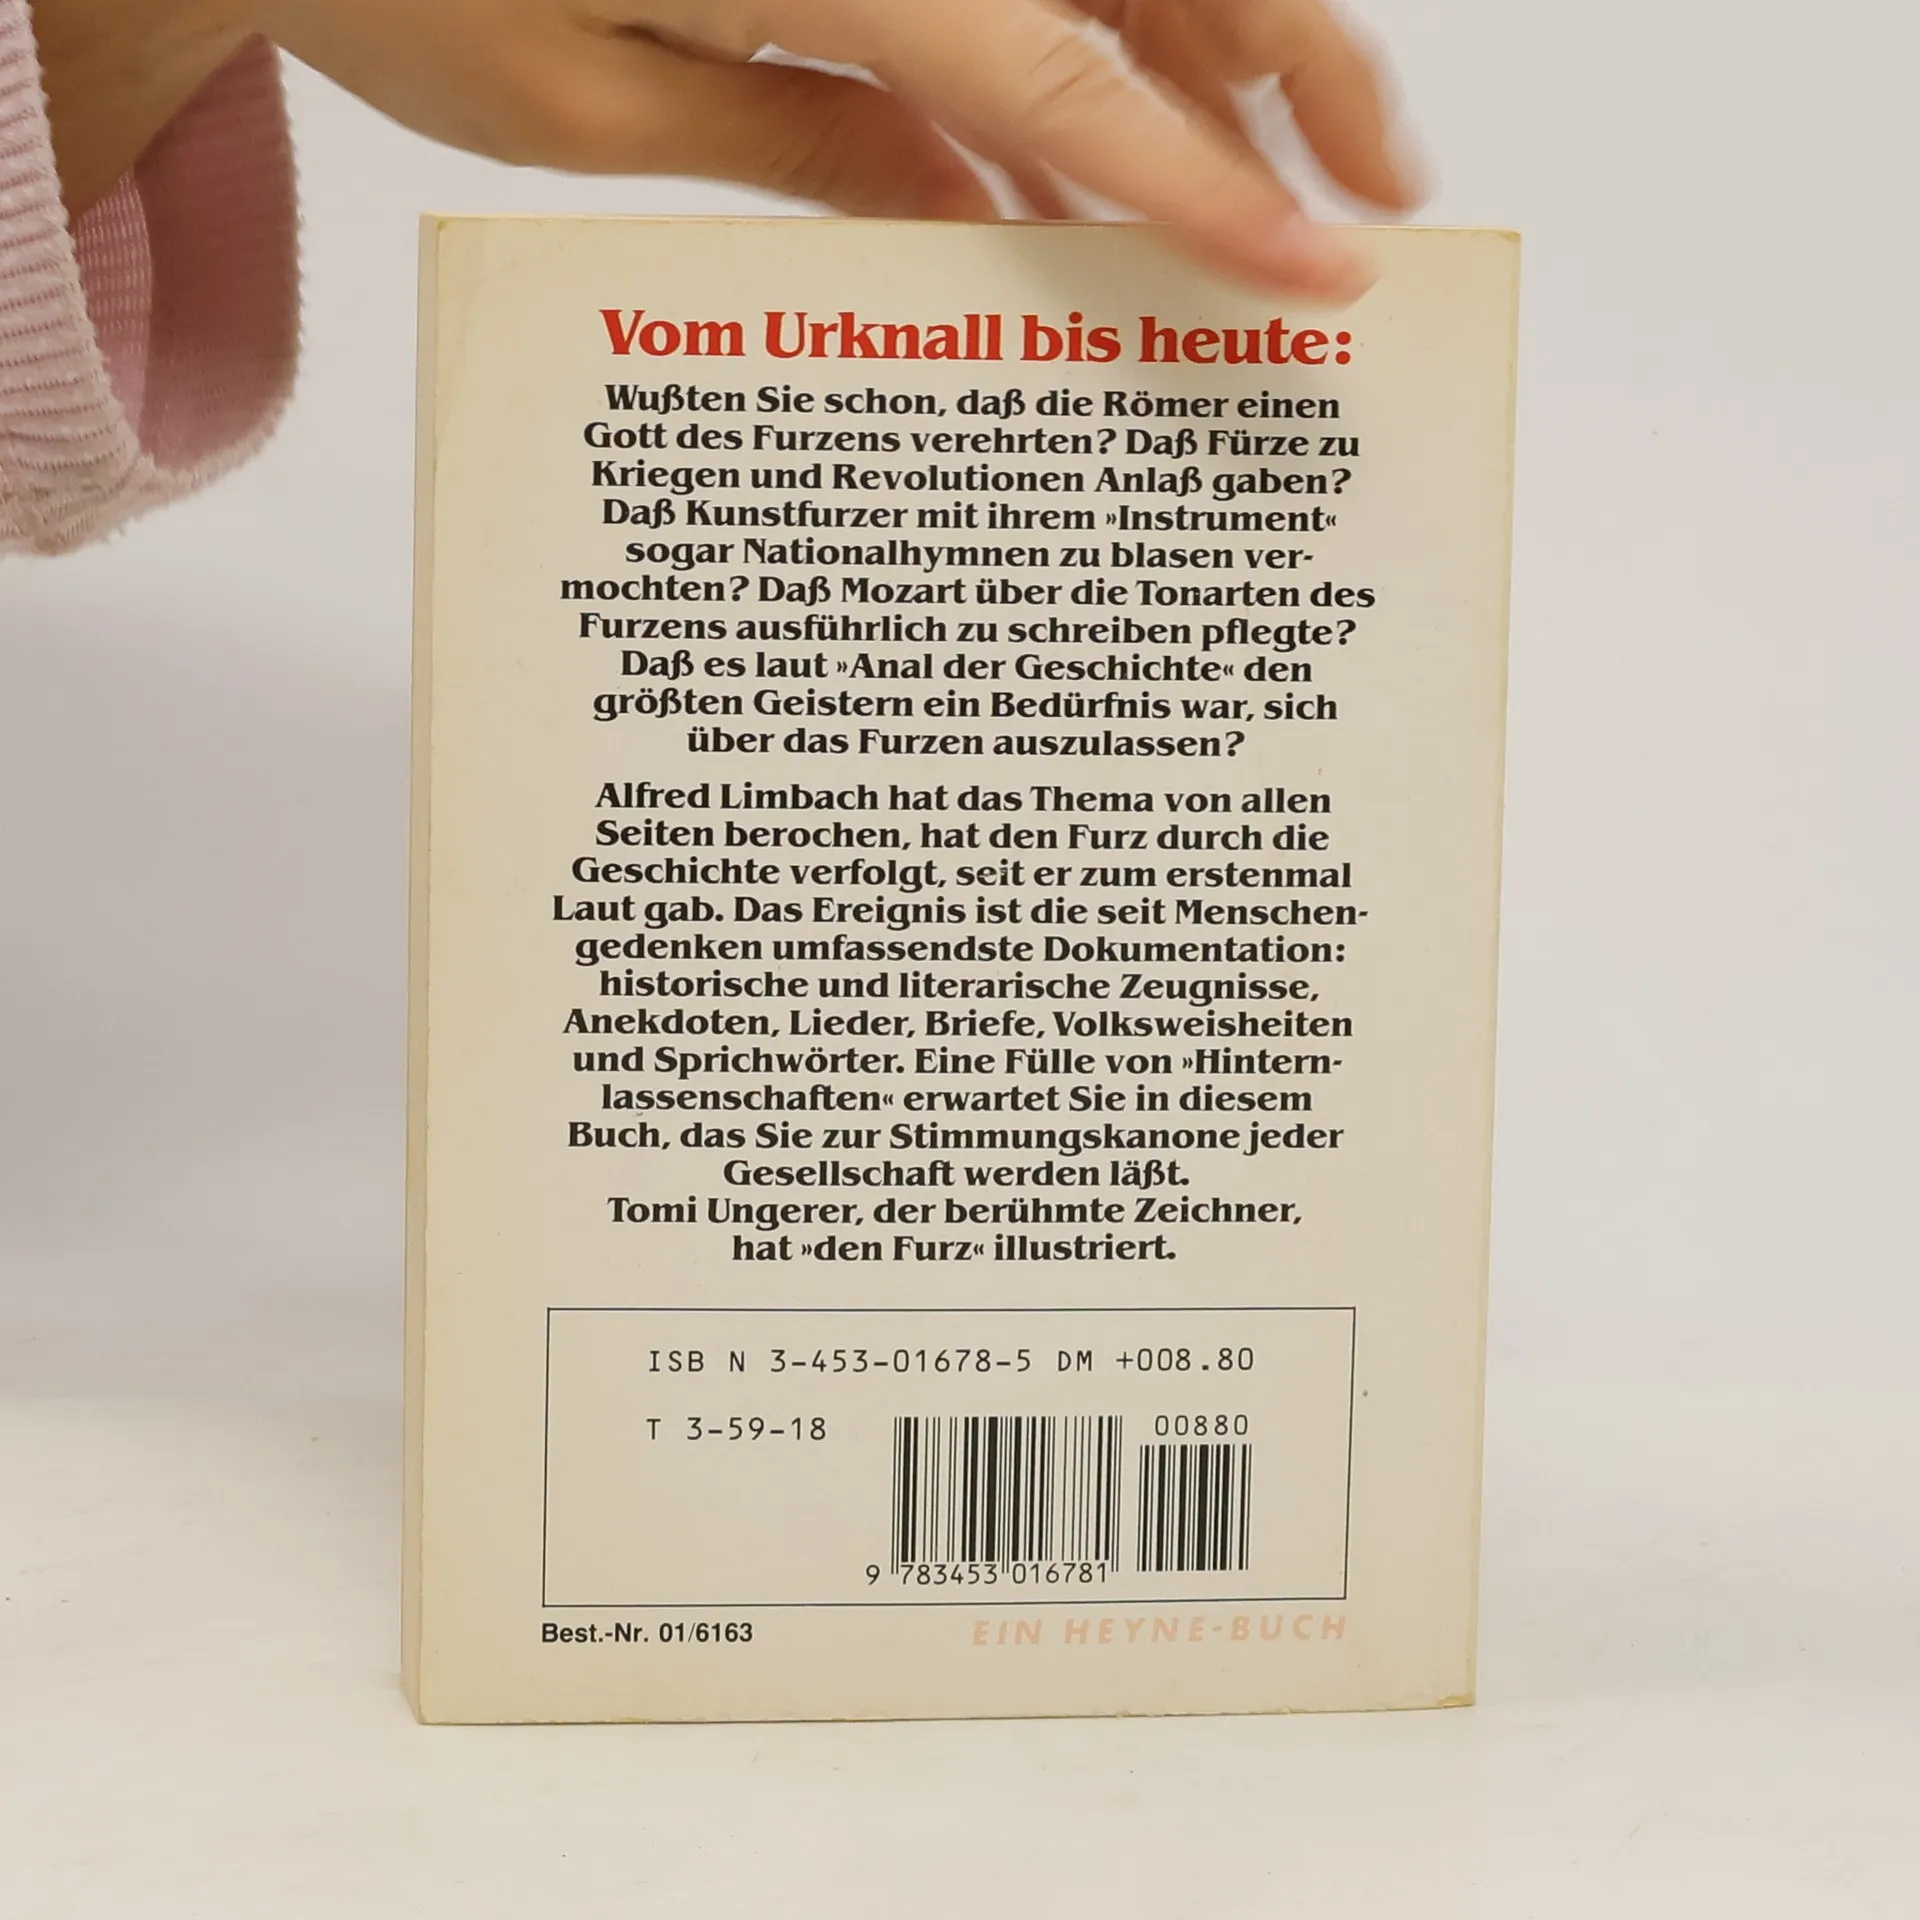 Vom Urknall bis heute:
Wußten Sie schon, daß die Römer einen
Gott des Furzens verehrten? Daß Fürze zu
Kriegen und Revolutionen Anlaß gaben?
Daß Kunstfurzer mit ihrem »Instrument«
sogar Nationalhymnen zu blasen ver-
mochten? Daß Mozart über die Tonarten des
Furzens ausführlich zu schreiben pflegte?
Daß es laut »Anal der Geschichte« den
größten Geistern ein Bedürfnis war, sich
über das Furzen auszulassen?
Alfred Limbach hat das Thema von allen
Seiten berochen, hat den Furz durch die
Geschichte verfolgt, seit er zum erstenmal
Laut gab. Das Ereignis ist die seit Menschen-
gedenken umfassendste Dokumentation:
historische und literarische Zeugnisse,
Anekdoten, Lieder, Briefe, Volksweisheiten
und Sprichwörter. Eine Fülle von »Hintern-
lassenschaften« erwartet Sie in diesem
Buch, das Sie zur Stimmungskanone jeder
Gesellschaft werden läßt.
Tomi Ungerer, der berühmte Zeichner,
hat »den Furz« illustriert.
ISB N 3-453-01678-5 DM +008.80
T 3-59-18
00880
9 783453 016781
Best.-Nr. 01/6163
EIN HEYNE-BUCH